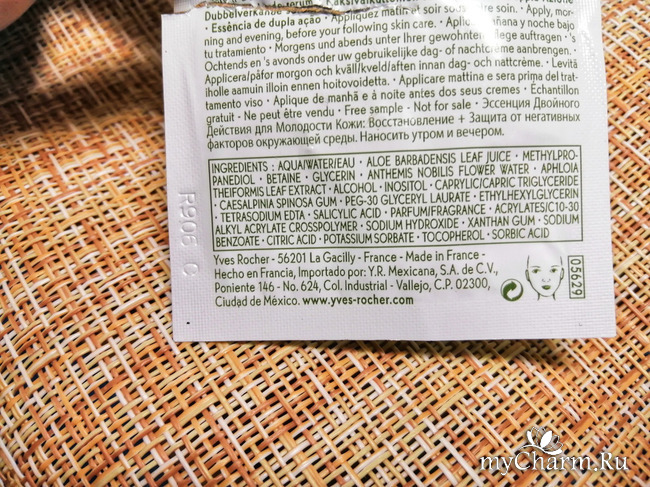 Dubbelverkande serum
• Essência de dupla ação • Appliquez matin et soir sous votre soin. • Apply, mor-
ning and evening, before your following skin care. • Aplicar mañana y noche bajo
tu tratamiento • Morgens und abends unter Ihrer gewohnten Pflege auftragen • 's
Ochtends en 's avonds onder uw gebruikelijke dag- of nachtcrème aanbrengen. •
Applicera/påfør morgon och kväll/kveld/aften innan dag- och nattcrème. • Levitä
iholle aamuin illoin ennen hoitovoidetta. • Applicare mattina e sera prima del trat-
tamento viso • Aplique de manhã e à noite antes dos seus cremes • Échantillon
gratuit - Ne peut être vendu • Free sample - Not for sale • Эссенция Двойного
Действия для Молодости Кожи: Восстановление + Защита от негативных
факторов окружающей среды. Наносить утром и вечером.
INGREDIENTS : AQUA/WATER/EAU • ALOE BARBADENSIS LEAF JUICE • METHYLPRO-
PANEDIOL • BETAINE • GLYCERIN • ANTHEMIS NOBILIS FLOWER WATER • APHLOIA
THEIFORMIS LEAF EXTRACT • ALCOHOL • INOSITOL • CAPRYLIC/CAPRIC TRIGLYCERIDE
• CAESALPINIA SPINOSA GUM • PEG-30 GLYCERYL LAURATE • ETHYLHEXYLGLYCERIN
• TETRASODIUM EDTA • SALICYLIC ACID • PARFUM/FRAGRANCE • ACRYLATES/C10-30
ALKYL ACRYLATE CROSSPOLYMER • SODIUM HYDROXIDE • XANTHAN GUM • SODIUM
BENZOATE • CITRIC ACID • POTASSIUM SORBATE • TOCOPHEROL • SORBIC ACID
Yves Rocher - 56201 La Gacilly - France - Made in France -
Hecho en Francia, Importado por: Y.R. Mexicana, S.A. de C.V.,
Poniente 146 - No. 624, Col. Industrial - Vallejo, C.P. 02300,
Ciudad de México. www.yves-rocher.com
05629
R906 C
myCharm.Ru